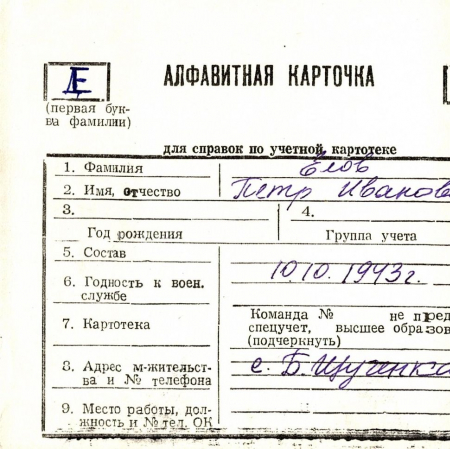 Е
АЛФАВИТНАЯ КАРТОЧКА
(первая бук-
ва фамилии)
для справок по учетной картотеке
1. Фамилия Елов
2. Имя, отчество Петр Иванов
3. 4.
Год рождения Группа учета
5. Состав
10.10.1943г.
6. Годность к воен.
службе
Команда № не пред
7. Картотека спецучет, высшее образов
(подчеркнуть)
8. Адрес м-жительст-
ва и № телефона с. Б. Щученка
9. Место работы, дол-
жность и № тел. ОК